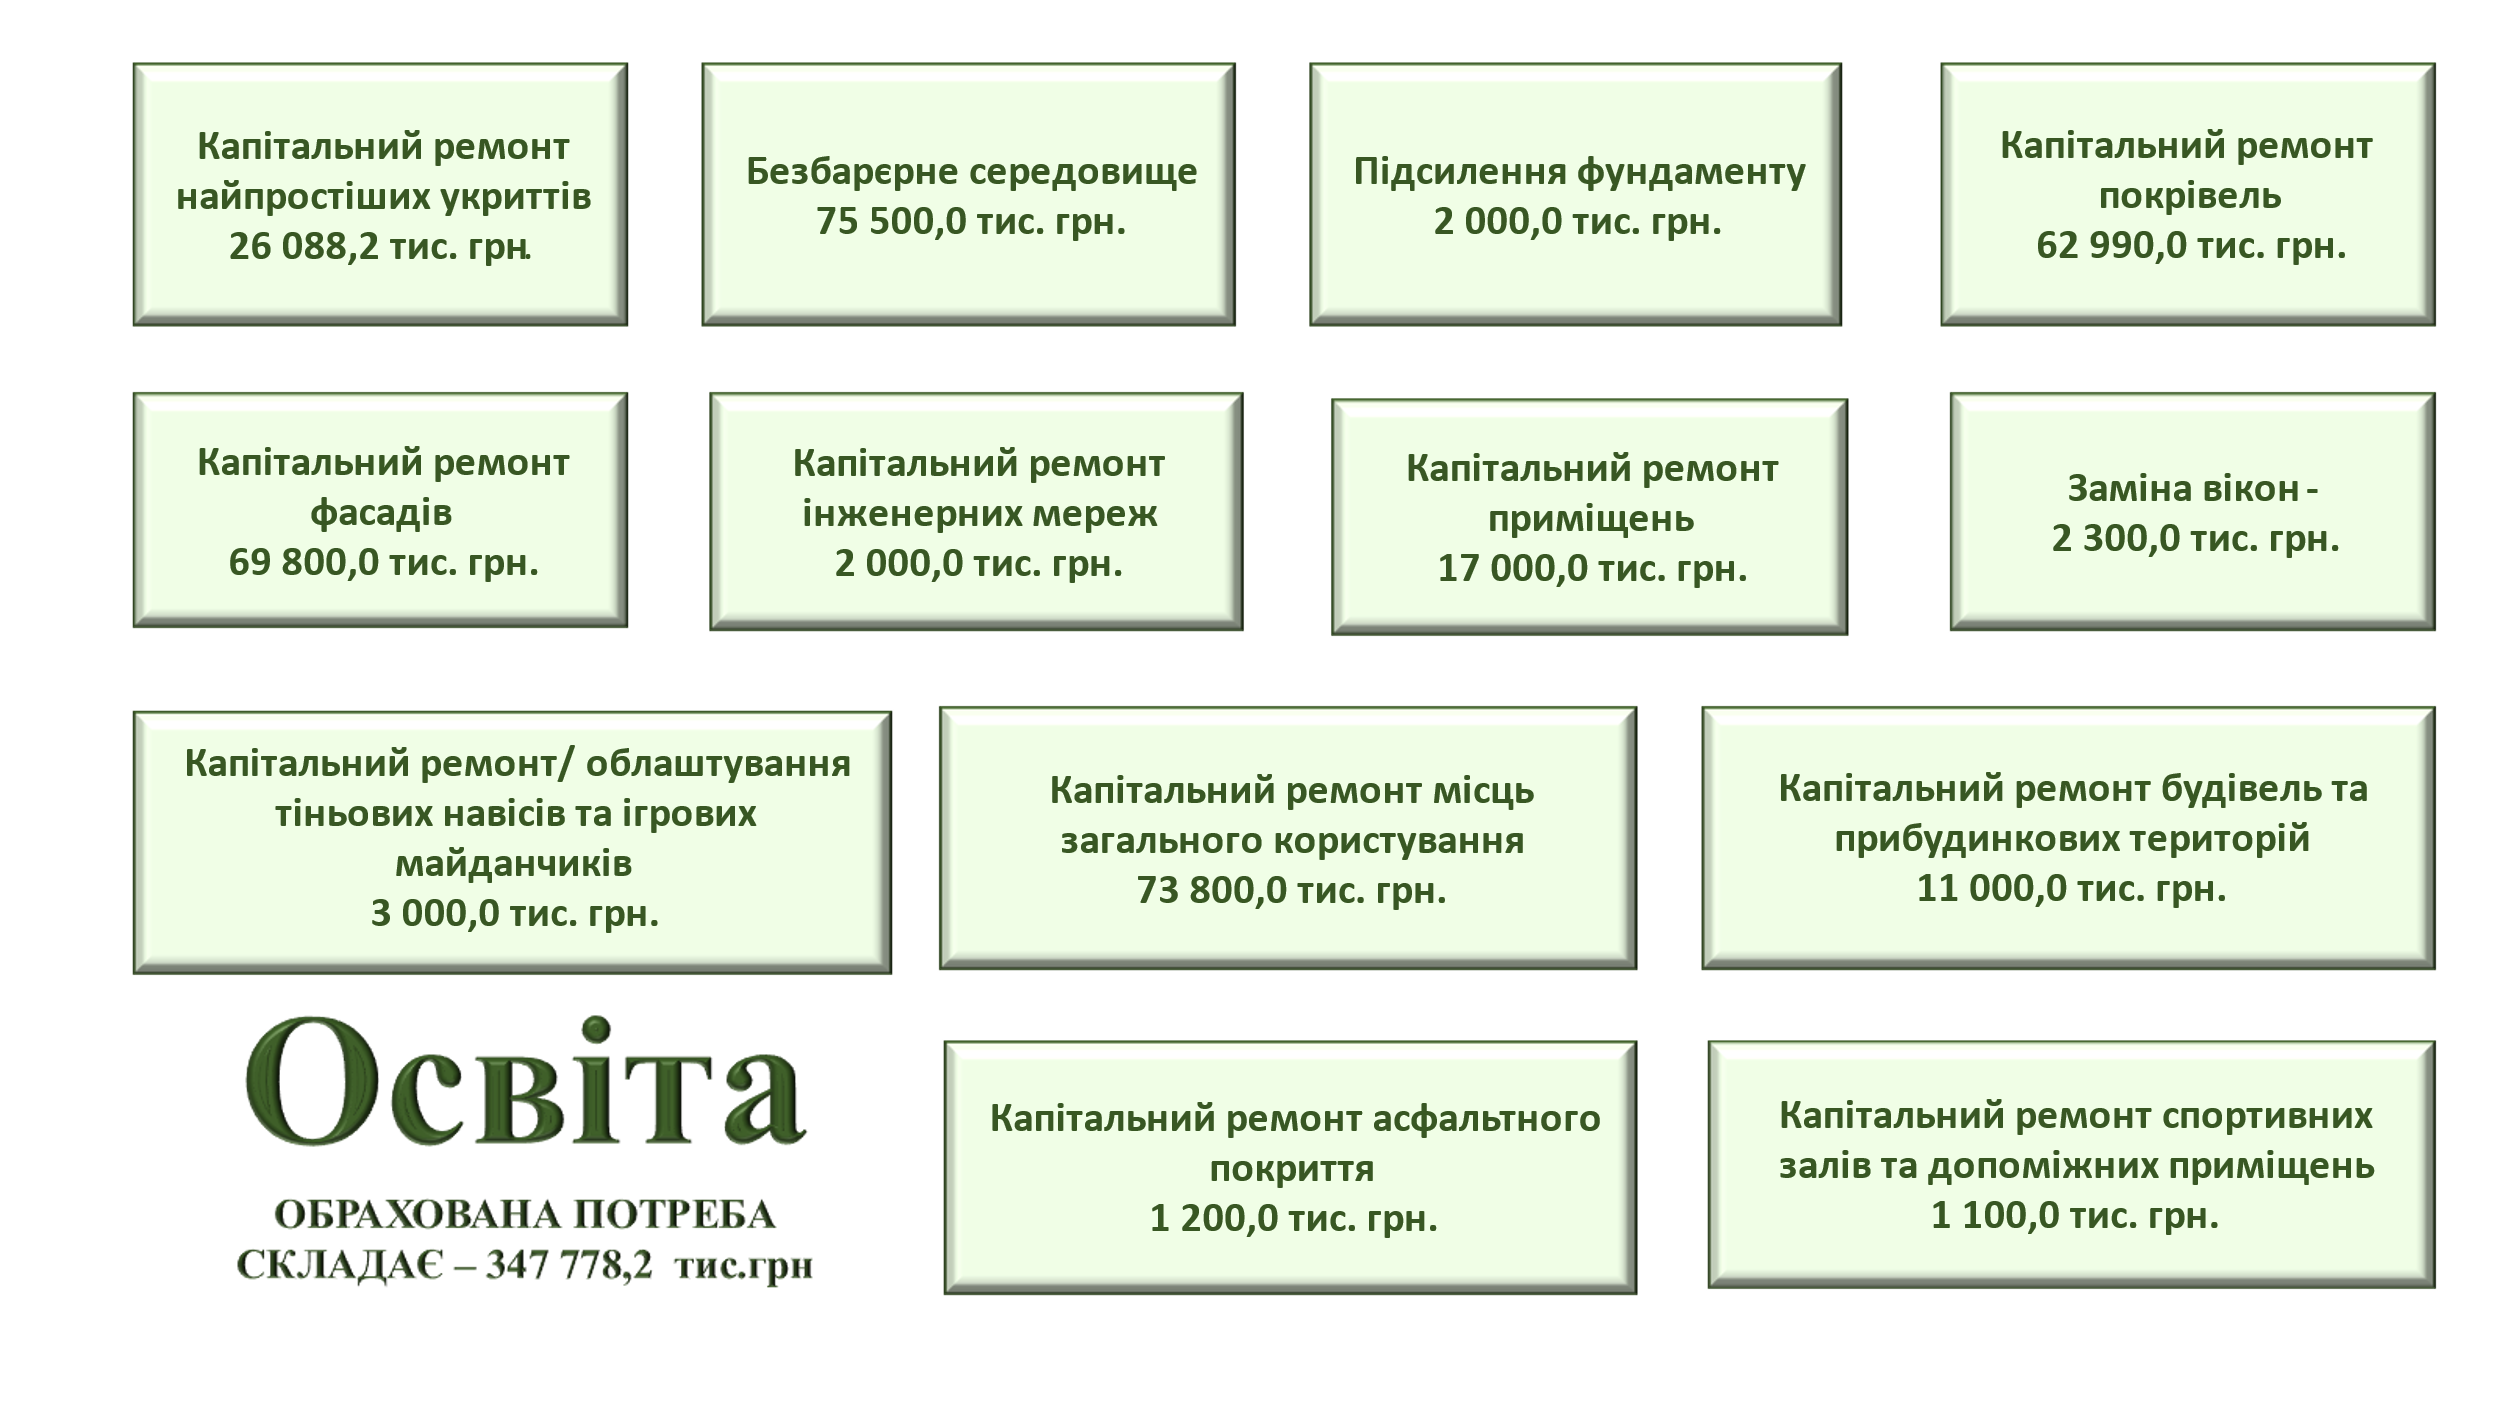 Капітальний ремонт
найпростіших укриттів
26 088,2 тис. грн.
Безбарєрне середовище
75 500,0 тис. грн.
Підсилення фундаменту
2 000,0 тис. грн.
Капітальний ремонт
покрівель
62 990,0 тис. грн.
Капітальний ремонт
фасадів
69 800,0 тис. грн.
Капітальний ремонт
інженерних мереж
2 000,0 тис. грн.
Капітальний ремонт
приміщень
17 000,0 тис. грн.
Заміна вікон -
2 300,0 тис. грн.
Капітальний ремонт/ облаштування
тіньових навісів та ігрових
майданчиків
3 000,0 тис. грн.
Капітальний ремонт місць
загального користування
73 800,0 тис. грн.
Капітальний ремонт будівель та
прибудинкових територій
11 000,0 тис. грн.
Освіта
ОБРАХОВАНА ПОТРЕБА
СКЛАДАЄ – 347 778,2 тис.грн
Капітальний ремонт асфальтного
покриття
1 200,0 тис. грн.
Капітальний ремонт спортивних
залів та допоміжних приміщень
1 100,0 тис. грн.